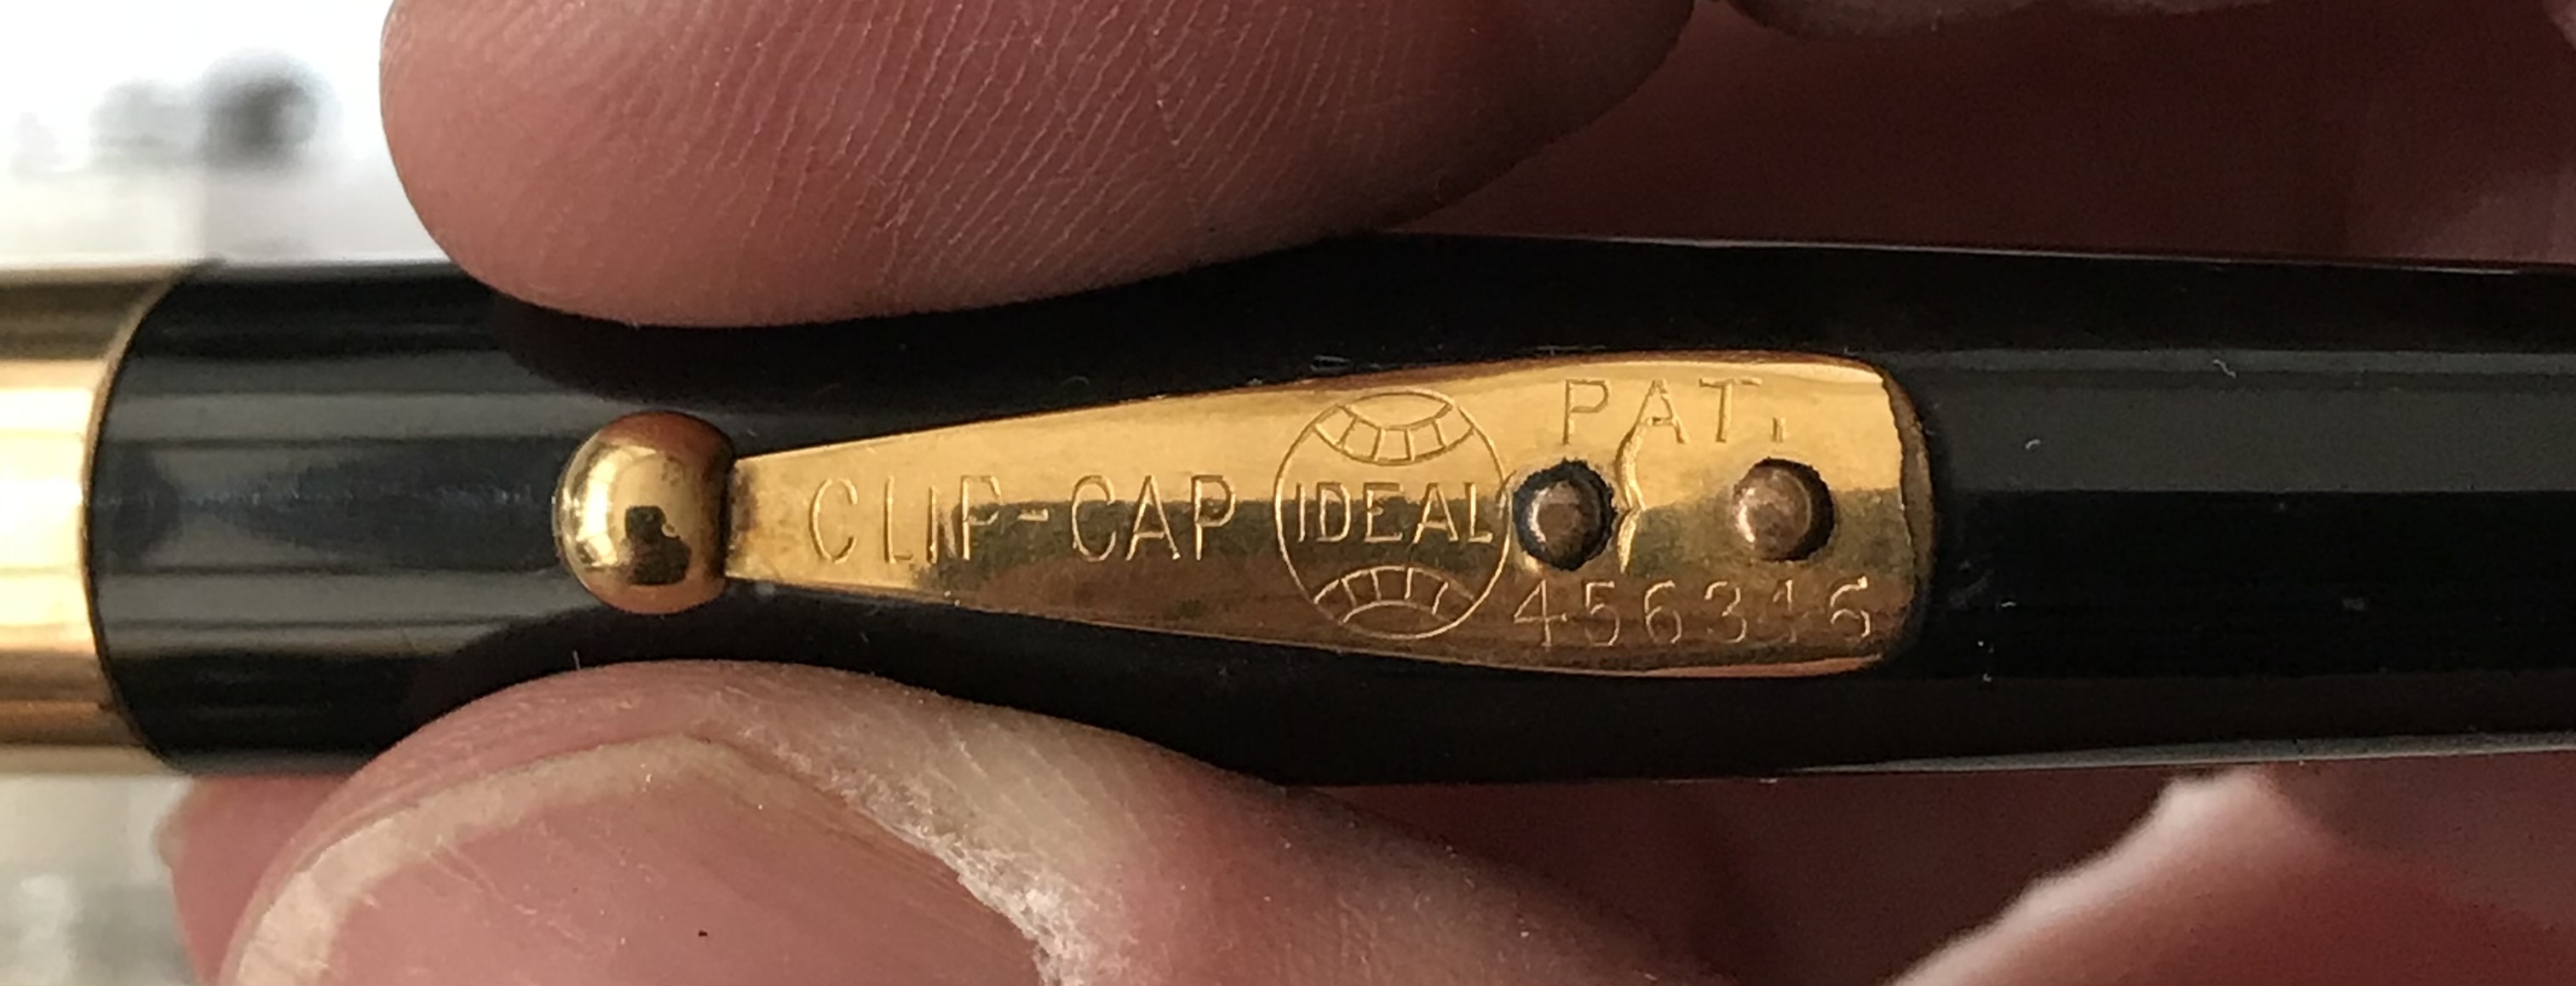 CLIP-CAP
IDEAL
PAT.
456316